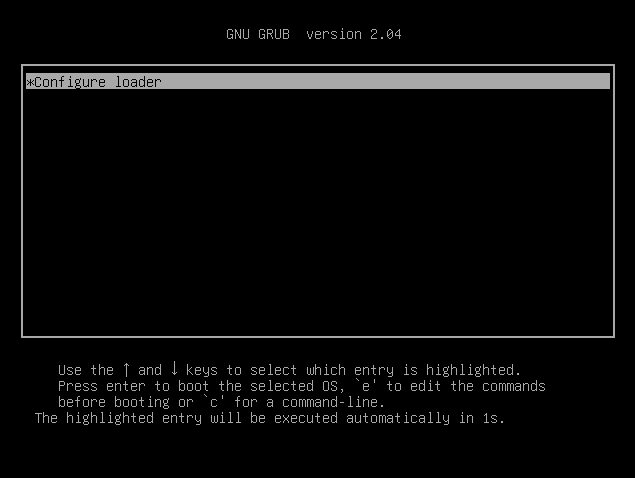 GNU GRUB  version 2.04
*Configure loader
Use the ↑ and ↓ keys to select which entry is highlighted.
Press enter to boot the selected OS, `e' to edit the commands
before booting or `c' for a command-line.
The highlighted entry will be executed automatically in 1s.